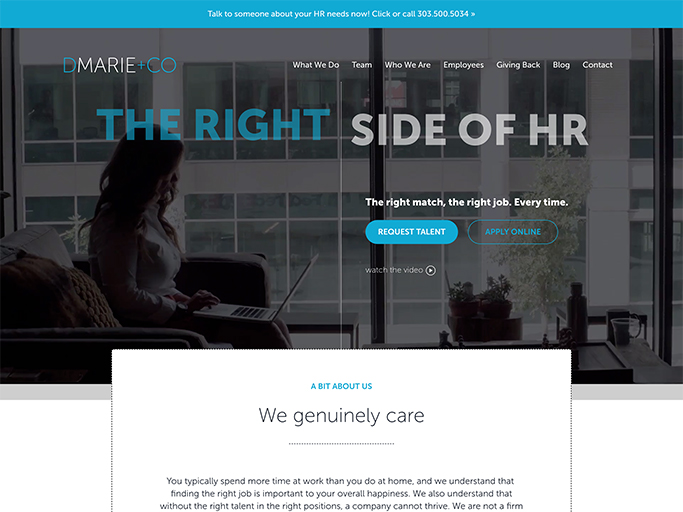 Talk to someone about your HR needs now! Click or call 303.500.5034 »
DMARIE+CO
What We Do Team Who We Are Employees Giving Back Blog Contact
THE RIGHT SIDE OF HR
The right match, the right job. Every time.
REQUEST TALENT APPLY ONLINE
watch the video
A BIT ABOUT US
We genuinely care
You typically spend more time at work than you do at home, and we understand that
finding the right job is important to your overall happiness. We also understand that
without the right talent in the right positions, a company cannot thrive. We are not a firm